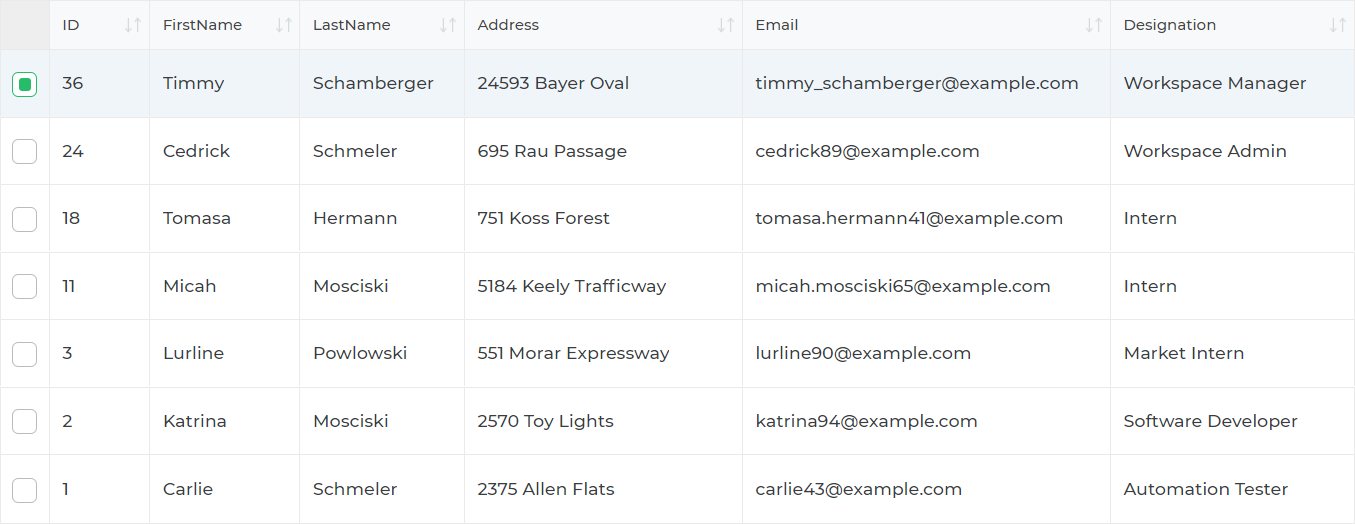 ID FirstName LastName Address Email Designation
36 Timmy Schamberger 24593 Bayer Oval timmy_schamberger@example.com Workspace Manager
24 Cedrick Schmeler 695 Rau Passage cedrick89@example.com Workspace Admin
18 Tomasa Hermann 751 Koss Forest tomasa.hermann41@example.com Intern
11 Micah Mosciski 5184 Keely Trafficway micah.mosciski65@example.com Intern
3 Lurline Powlowski 551 Morar Expressway lurline90@example.com Market Intern
2 Katrina Mosciski 2570 Toy Lights katrina94@example.com Software Developer
1 Carlie Schmeler 2375 Allen Flats carlie43@example.com Automation Tester